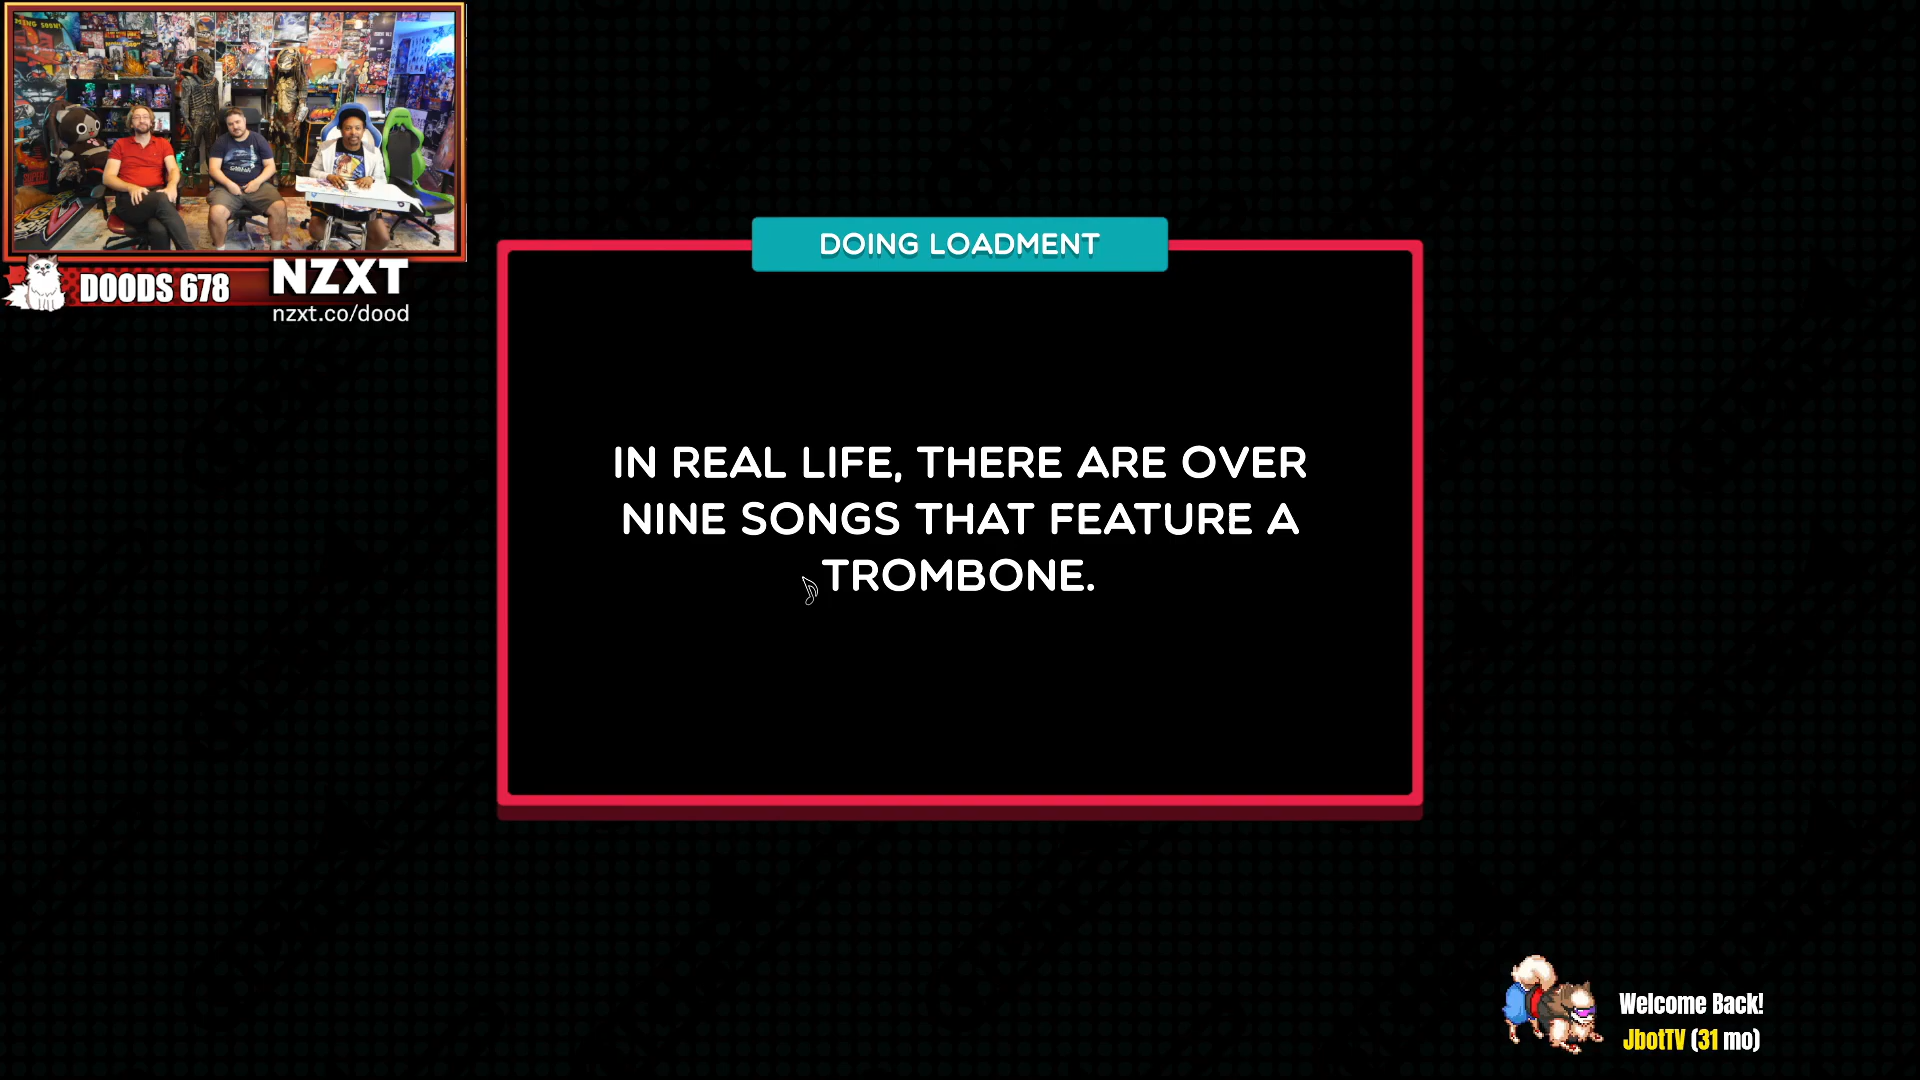 DOODS 678
NZXT
nzxt.co/dood
DOING LOADMENT
IN REAL LIFE, THERE ARE OVER
NINE SONGS THAT FEATURE A
TROMBONE.
Welcome Back!
JbotTV (31 mo)